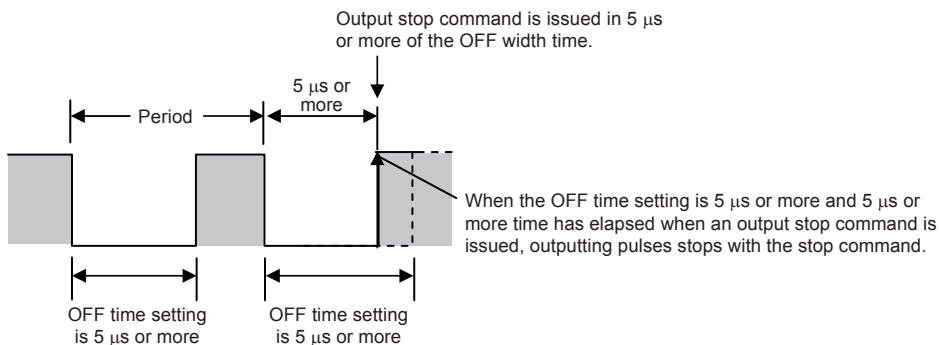 Output stop command is issued in 5 μs
or more of the OFF width time.
5 μs or
more
Period
When the OFF time setting is 5 μs or more and 5 μs or
more time has elapsed when an output stop command is
issued, outputting pulses stops with the stop command.
OFF time setting
is 5 μs or more
OFF time setting
is 5 μs or more